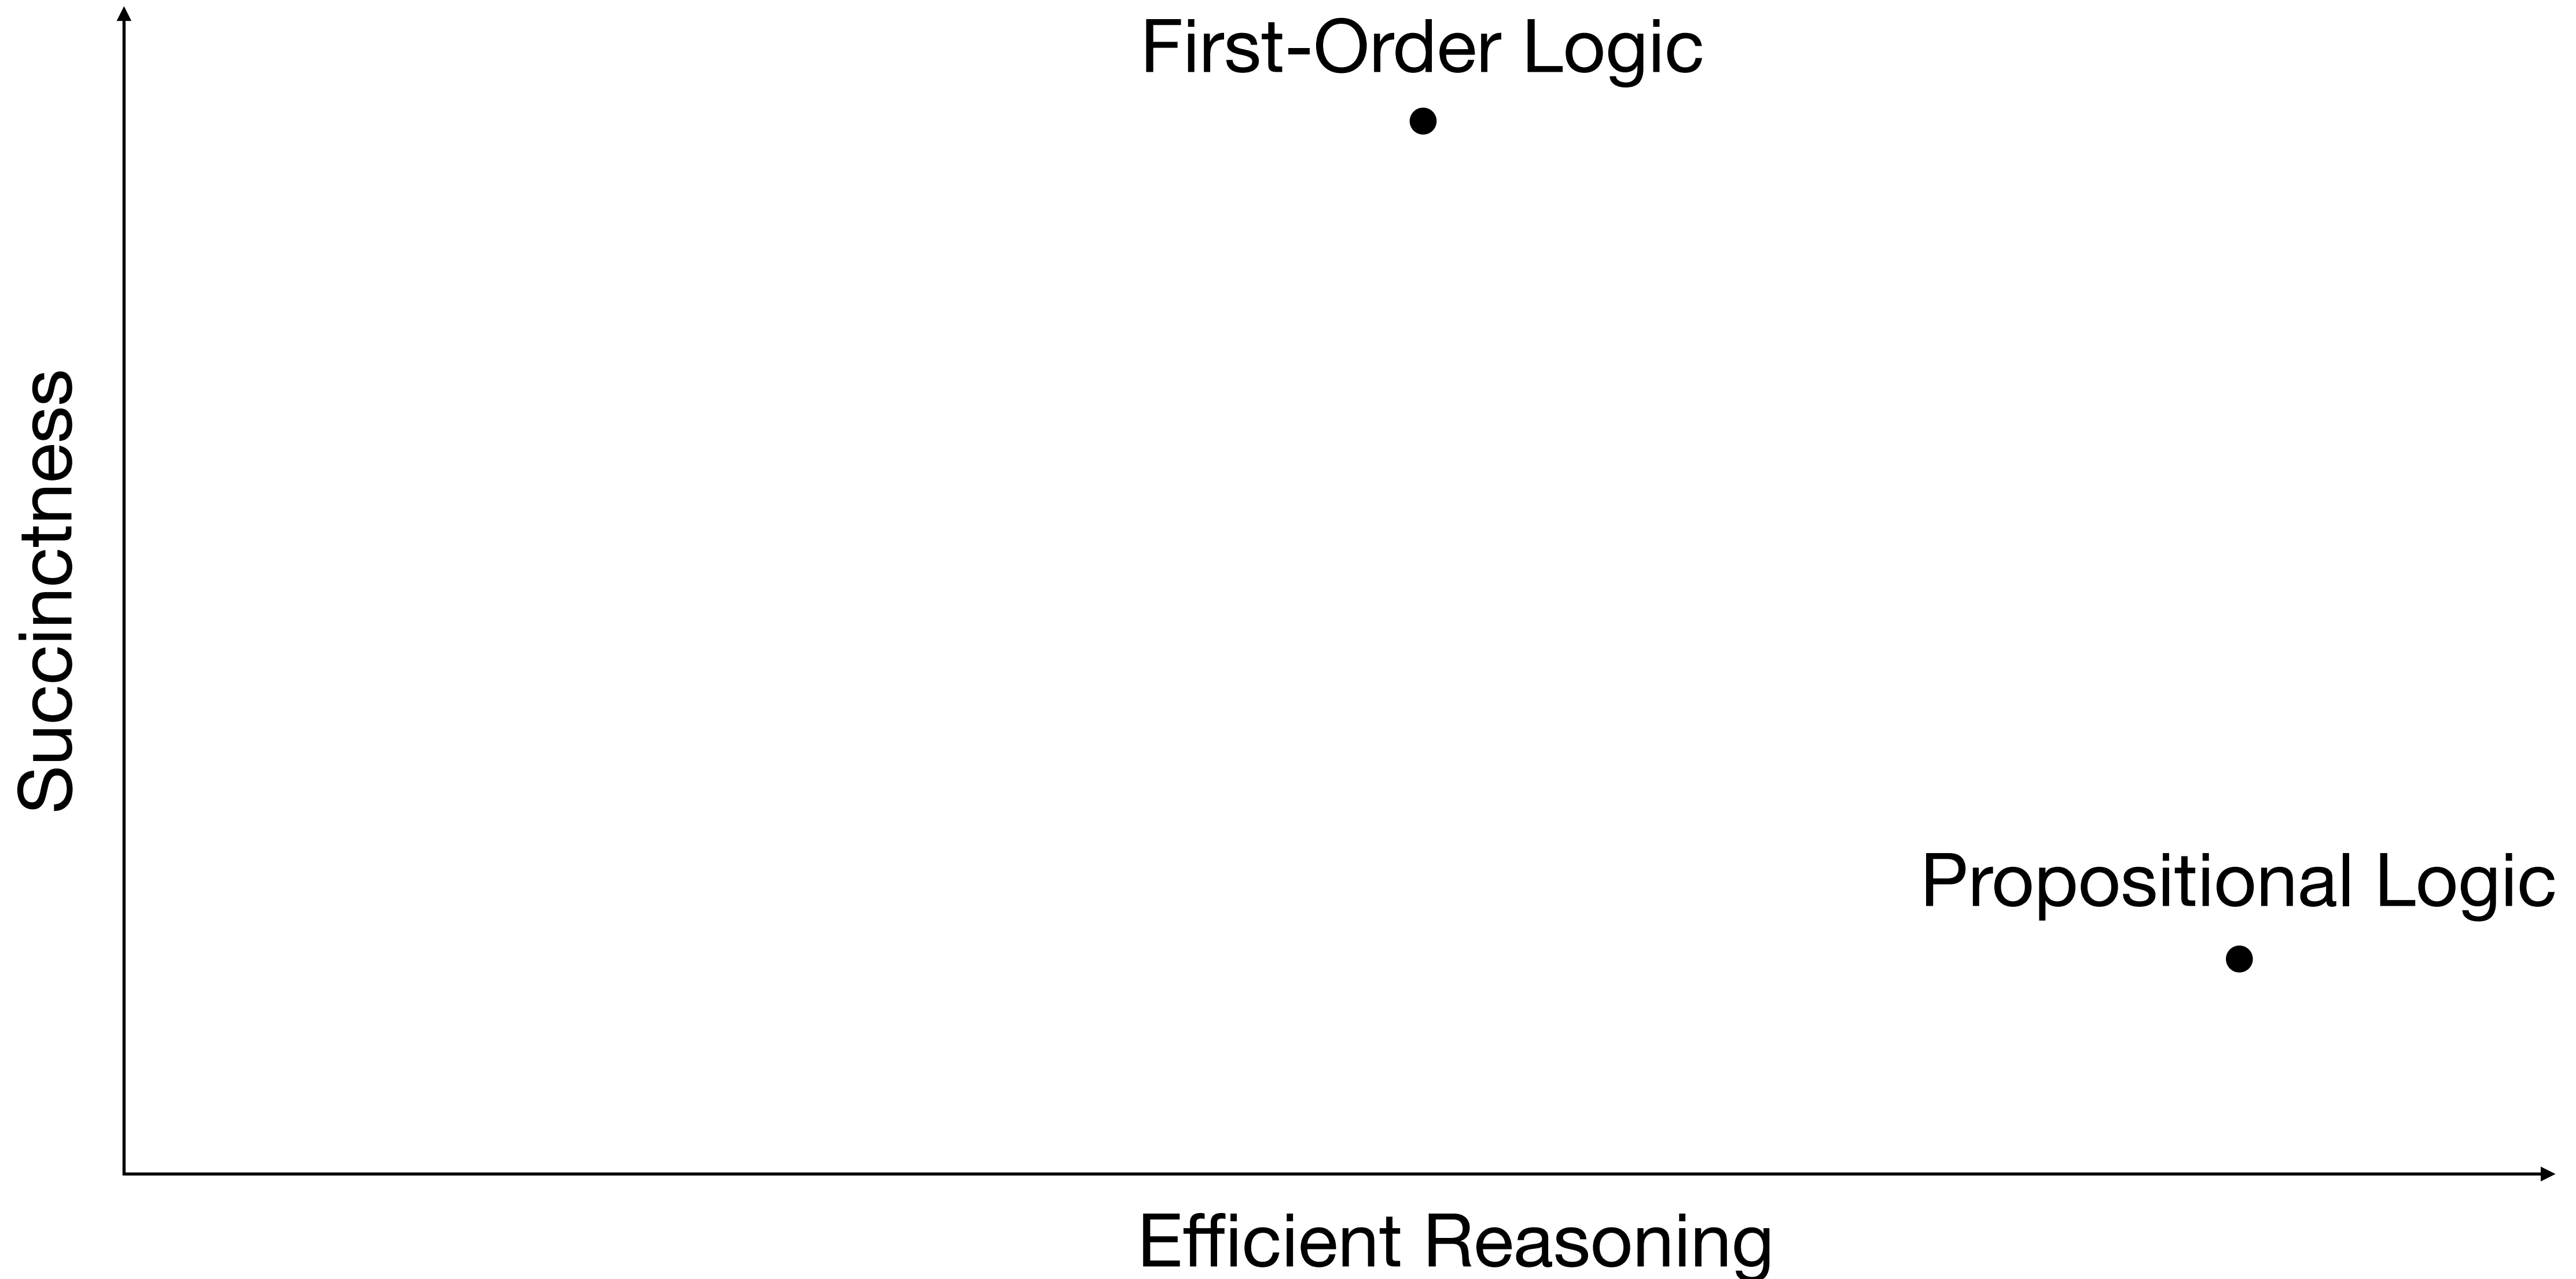 First-Order Logic
Succinctness
Propositional Logic
Efficient Reasoning